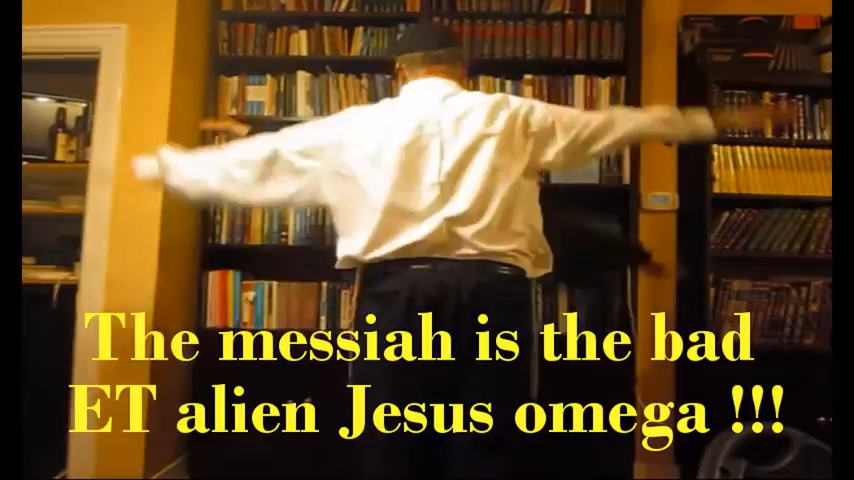 The messiah is the bad
ET alien Jesus omega !!!